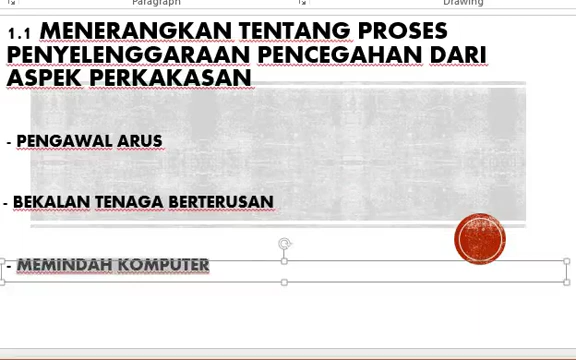 Paragraph
Drawing
1.1 MENERANGKAN TENTANG PROSES
PENYELENGGARAAN PENCEGAHAN DARI
ASPEK PERKAKASAN
- PENGAWAL ARUS
- BEKALAN TENAGA BERTERUSAN
- MEMINDAH KOMPUTER